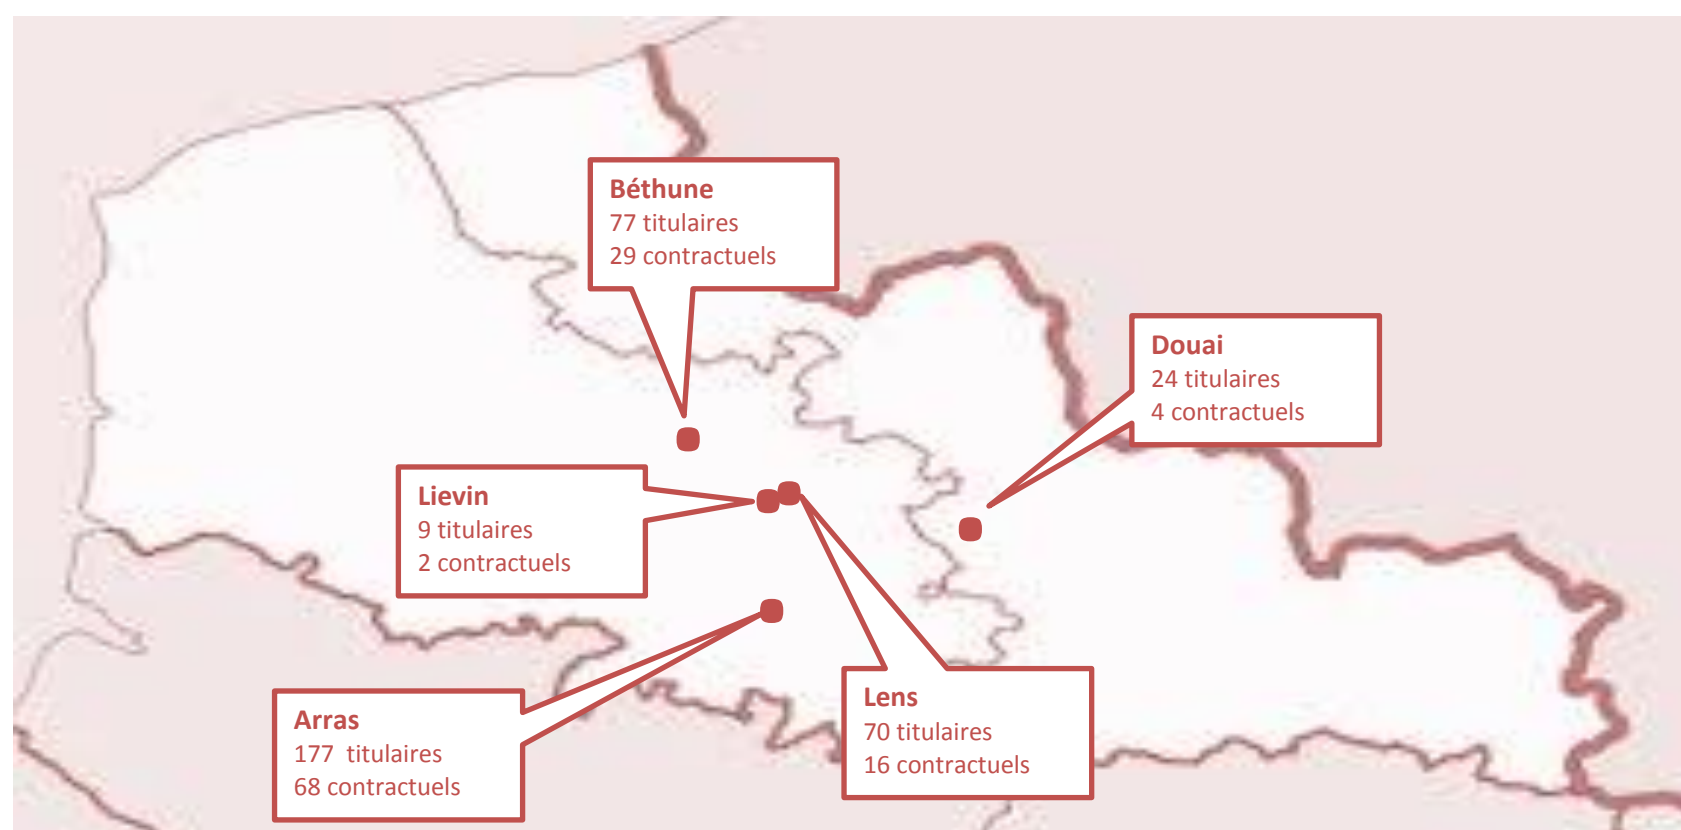 Béthune
77 titulaires
29 contractuels
Douai
24 titulaires
4 contractuels
Lievin
9 titulaires
2 contractuels
Lens
70 titulaires
16 contractuels
Arras
177 titulaires
68 contractuels